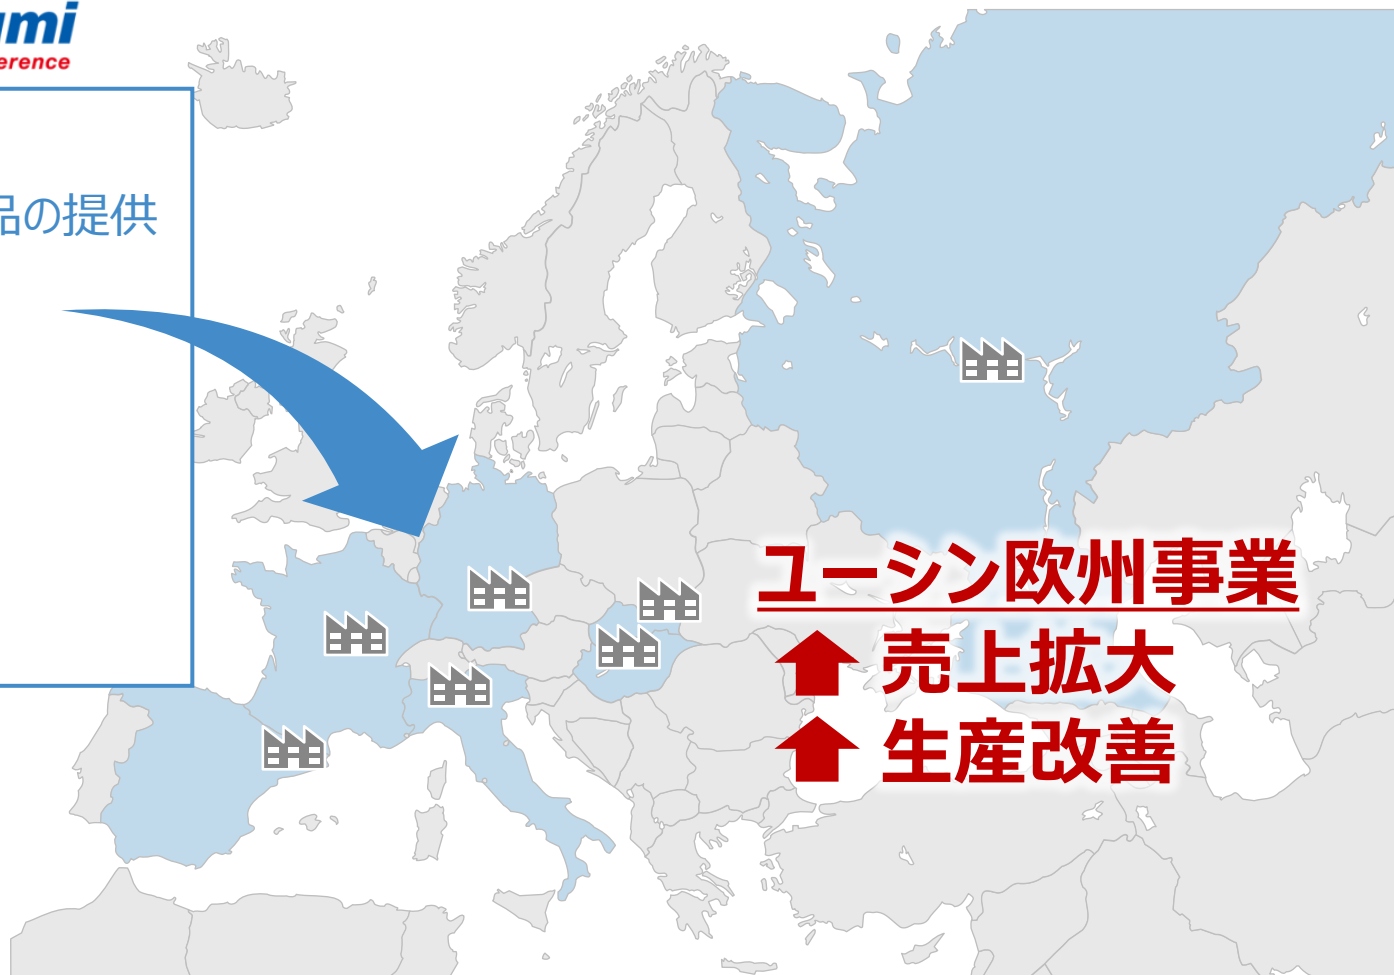 umi
erence
品の提供
ユーシン欧州事業
売上拡大
生産改善